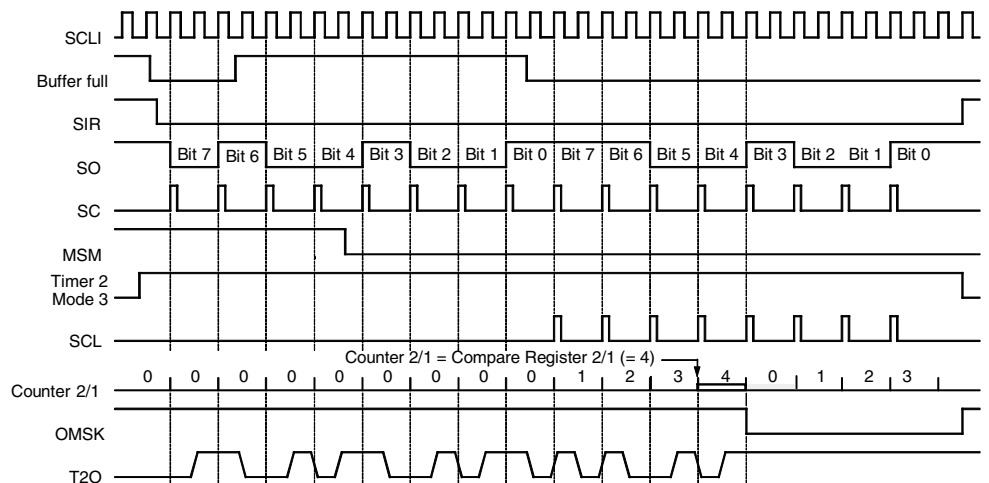 SCLI
Buffer full
SIR
SO
Bit 7 Bit 6 Bit 5 Bit 4 Bit 3 Bit 2 Bit 1 Bit 0 Bit 7 Bit 6 Bit 5 Bit 4 Bit 3 Bit 2 Bit 1 Bit 0
SC
MSM
Timer 2
Mode 3
SCL
Counter 2/1 = Compare Register 2/1 (= 4)
Counter 2/1
0 0 0 0 0 0 0 0 0 1 2 3 4 0 1 2 3
OMSK
T2O